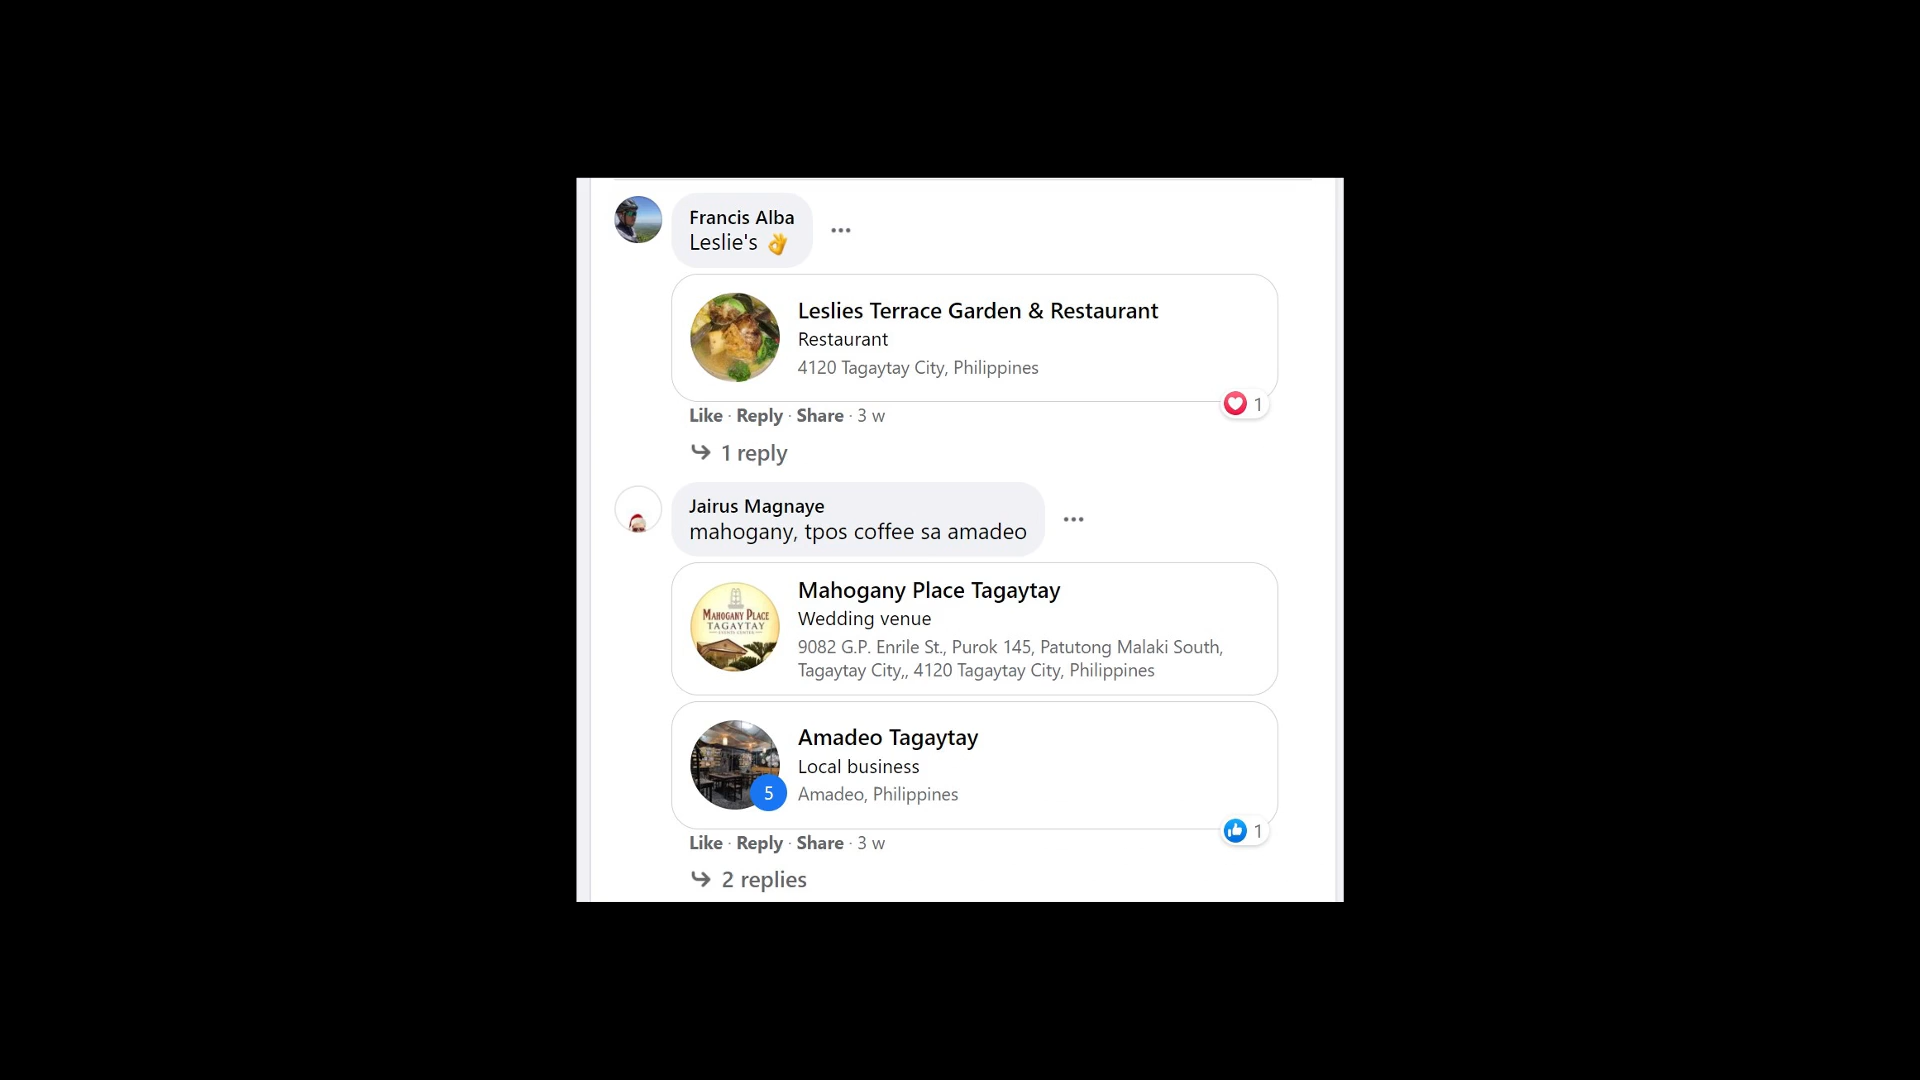 Francis Alba
Leslie's 👌
Leslies Terrace Garden & Restaurant
Restaurant
4120 Tagaytay City, Philippines
1
Like · Reply · Share · 3 w
1 reply
Jairus Magnaye
mahogany, tpos coffee sa amadeo
MAHOGANY PLACE
TAGAYTAY
Mahogany Place Tagaytay
Wedding venue
9082 G.P. Enrile St., Purok 145, Patutong Malaki South,
Tagaytay City,, 4120 Tagaytay City, Philippines
5
Amadeo Tagaytay
Local business
Amadeo, Philippines
1
Like · Reply · Share · 3 w
2 replies